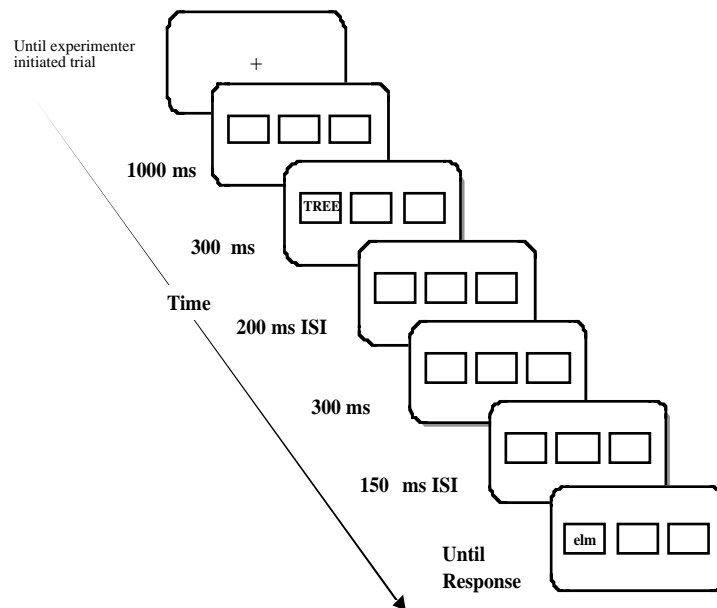 Until experimenter
initiated trial
+
1000 ms
TREE
300 ms
Time
200 ms ISI
300 ms
150 ms ISI
elm
Until
Response